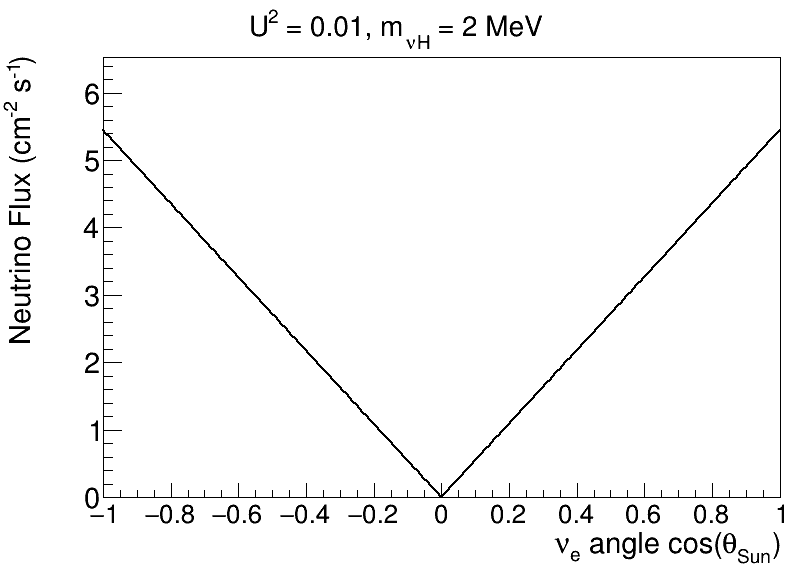 U² = 0.01, m_νH = 2 MeV
Neutrino Flux (cm⁻² s⁻¹)
6
5
4
3
2
1
0
−1 −0.8 −0.6 −0.4 −0.2 0 0.2 0.4 0.6 0.8 1
ν_e angle cos(θ_Sun)